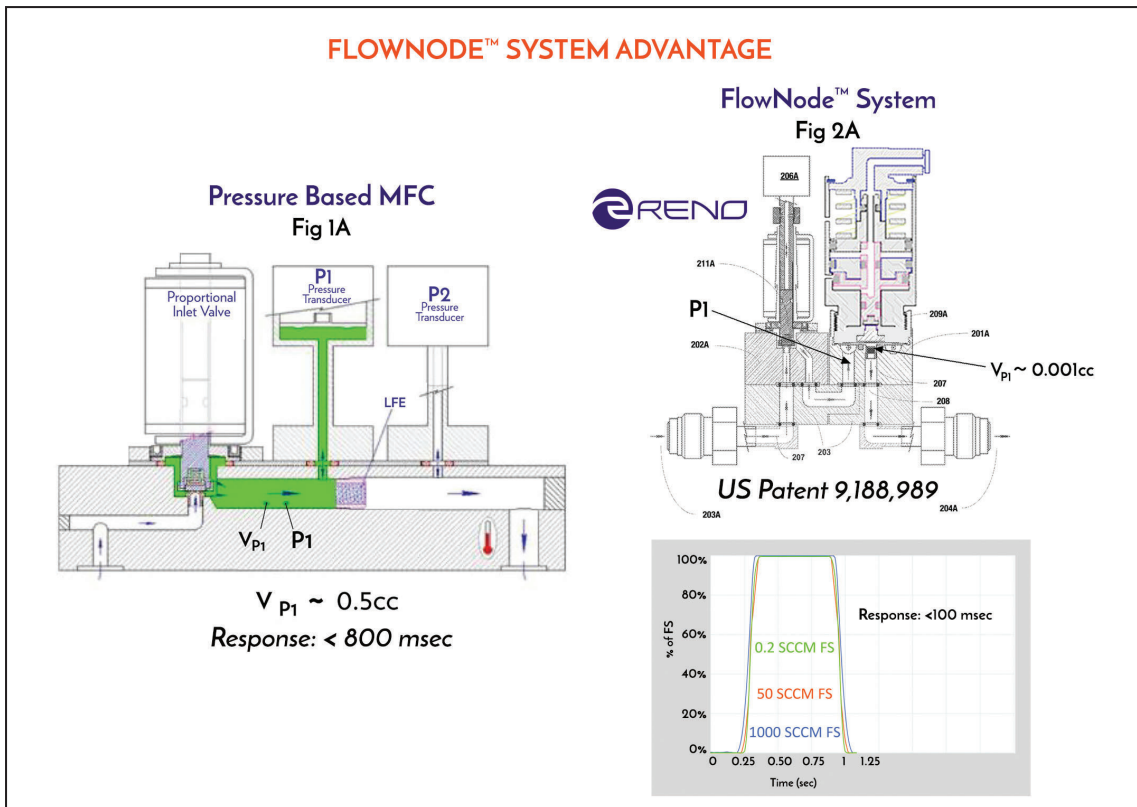 FLOWNODE™ SYSTEM ADVANTAGE
Pressure Based MFC
Fig 1A
Proportional
Inlet Valve
P1
Pressure
Transducer
P2
Pressure
Transducer
LFE
VP1
P1
V P1 ~ 0.5cc
Response: < 800 msec
FlowNode™ System
Fig 2A
RENO
206A
211A
P1
209A
202A
201A
VP1 ~ 0.001cc
207
208
207
203
US Patent 9,188,989
203A
204A
100%
80%
60%
40%
20%
0%
% of FS
Response: <100 msec
0.2 SCCM FS
50 SCCM FS
1000 SCCM FS
0
0.25
0.50
0.75
1
1.25
Time (sec)